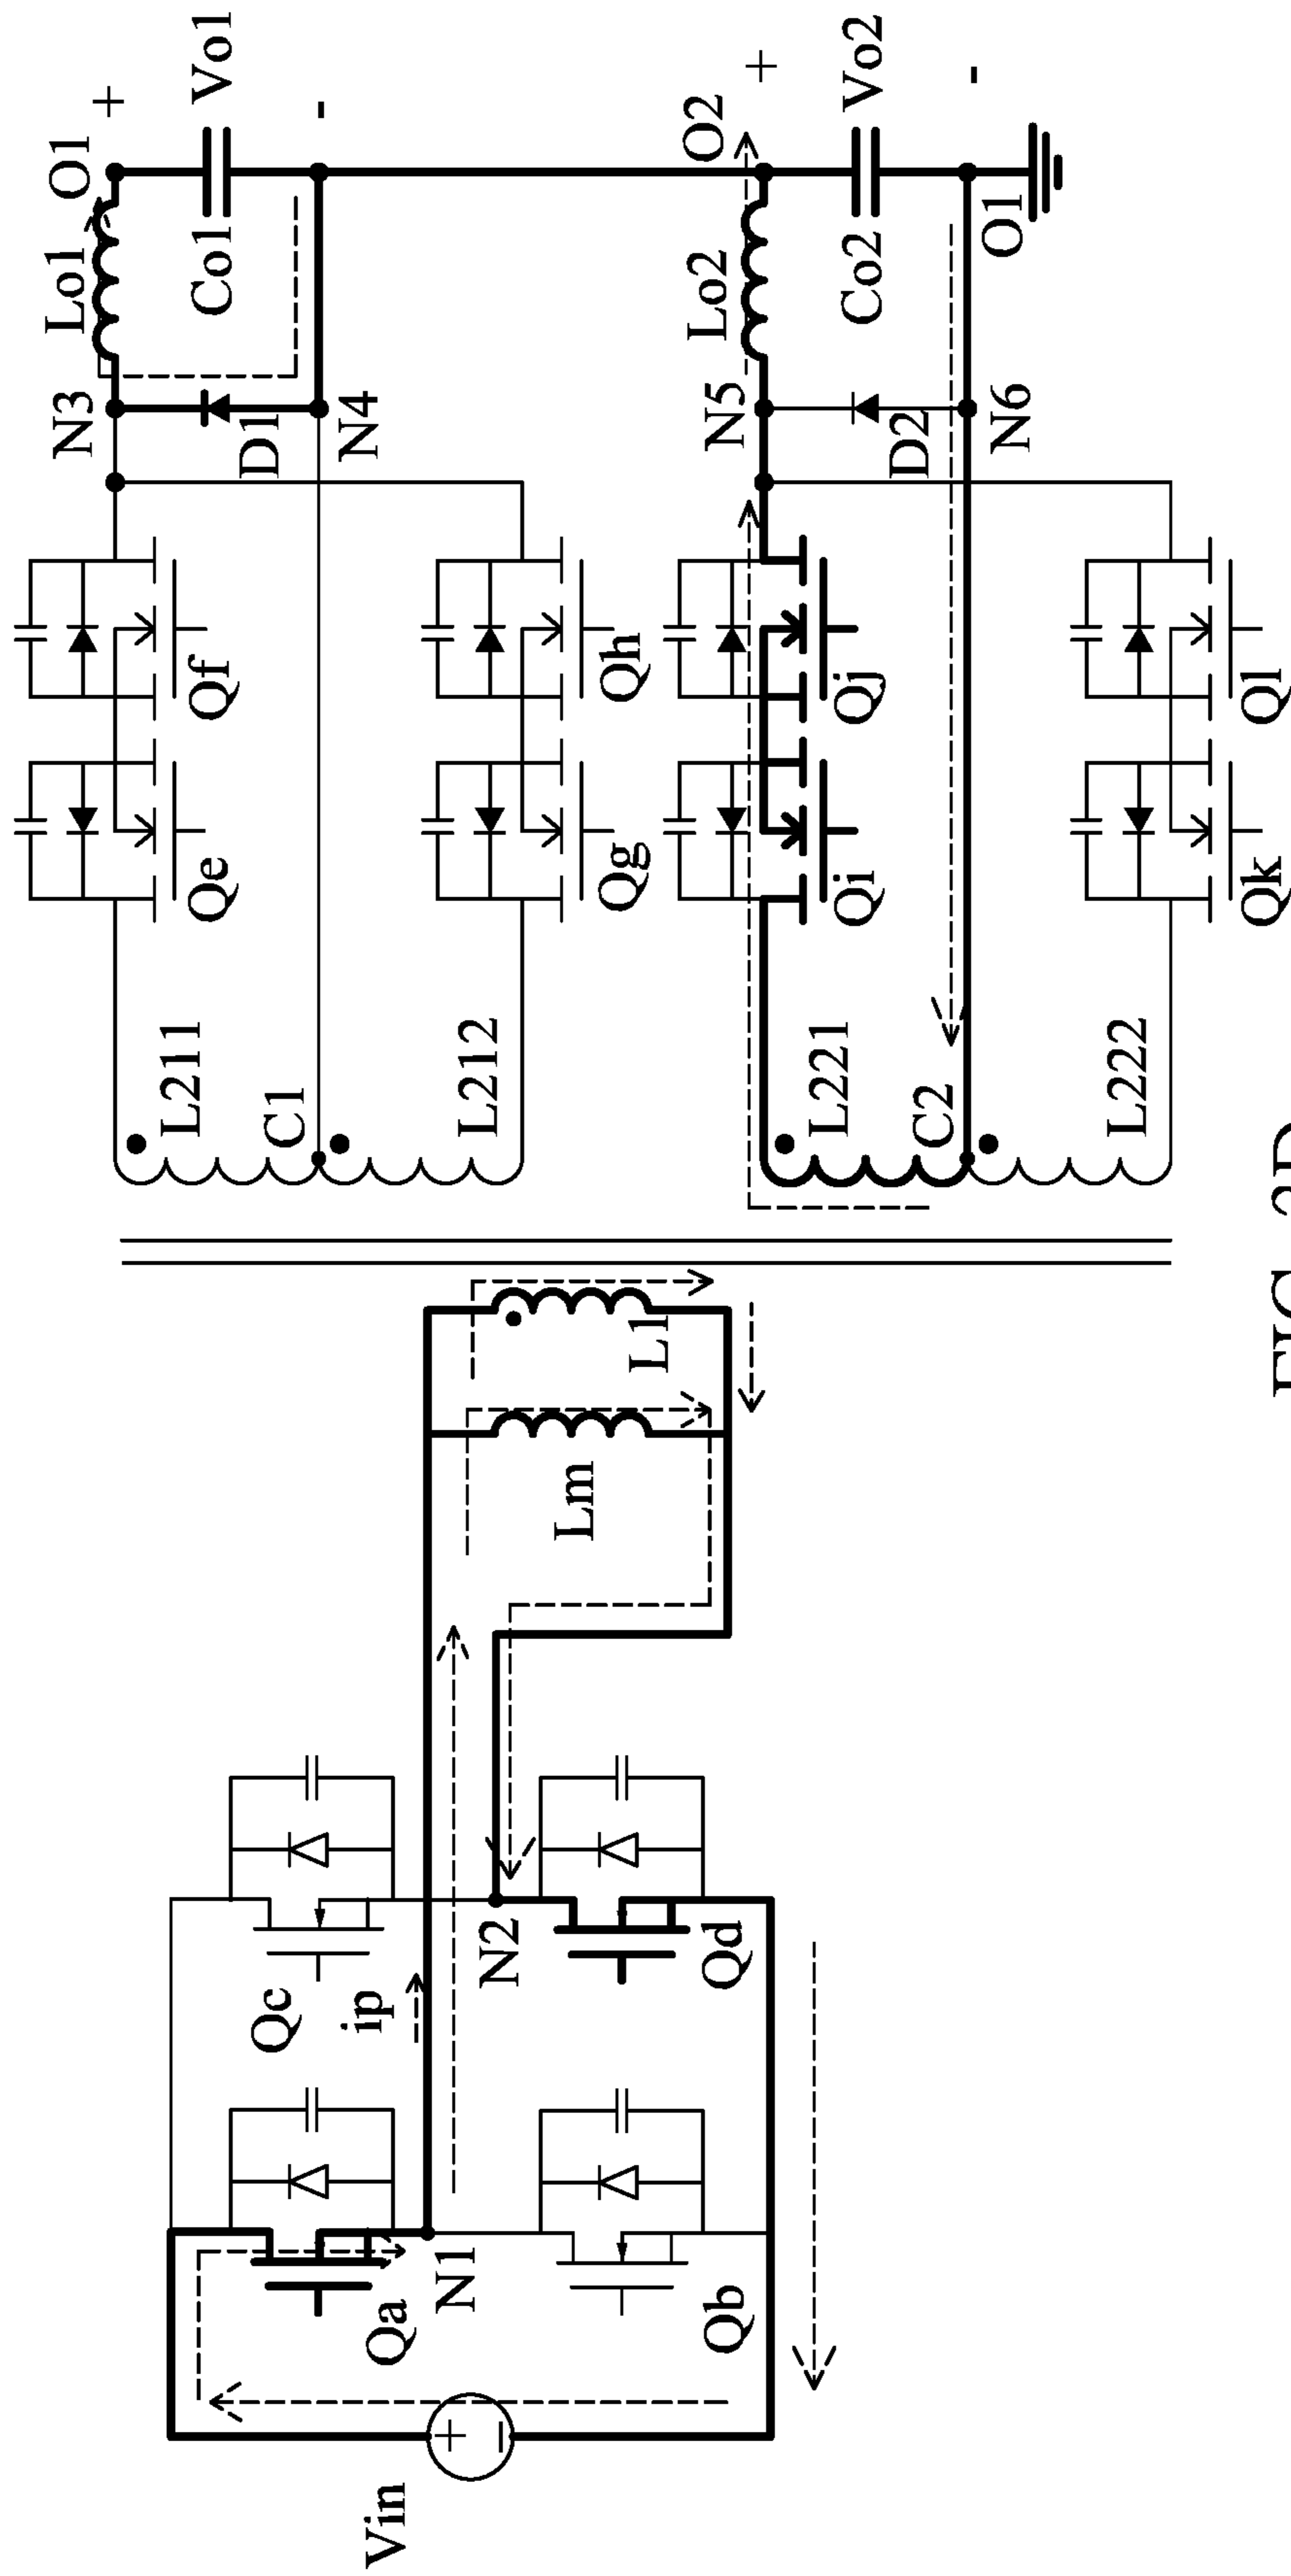 O1
+
Lo1
Vo1
Co1
-
N3
D1
N4
Qf
Qe
L211
C1
Qh
Qg
L212
O2
+
Lo2
Vo2
Co2
-
N5
D2
N6
O1
Qj
Qi
L221
C2
Ql
Qk
L222
L1
Lm
Qc
ip
N2
Qd
Qa
N1
Qb
Vin
+
-